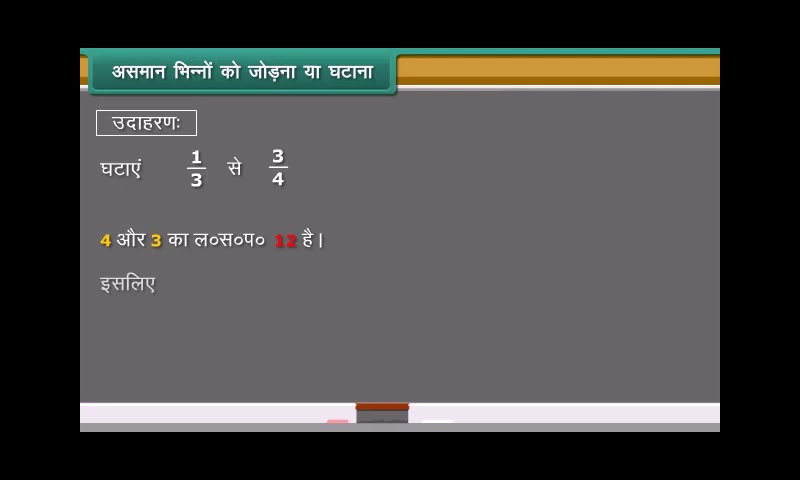 असमान भिन्नों को जोड़ना या घटाना
उदाहरणः
घटाएं 1/3 से 3/4
4 और 3 का ल०स०प० 12 है।
इसलिए